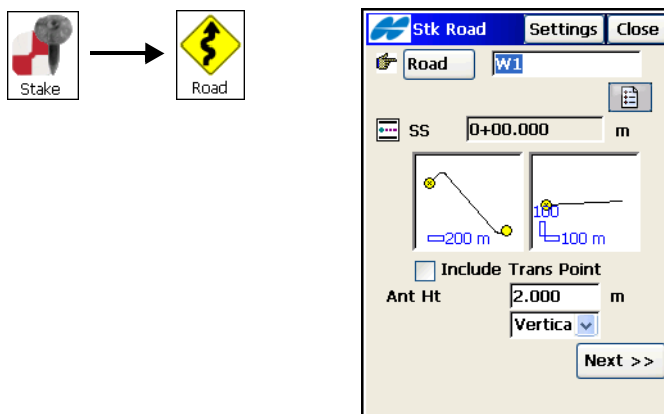 Stake
Road
Stk Road Settings Close
Road W1
SS 0+00.000 m
200 m
100
100 m
Include Trans Point
Ant Ht 2.000 m
Vertica
Next >>